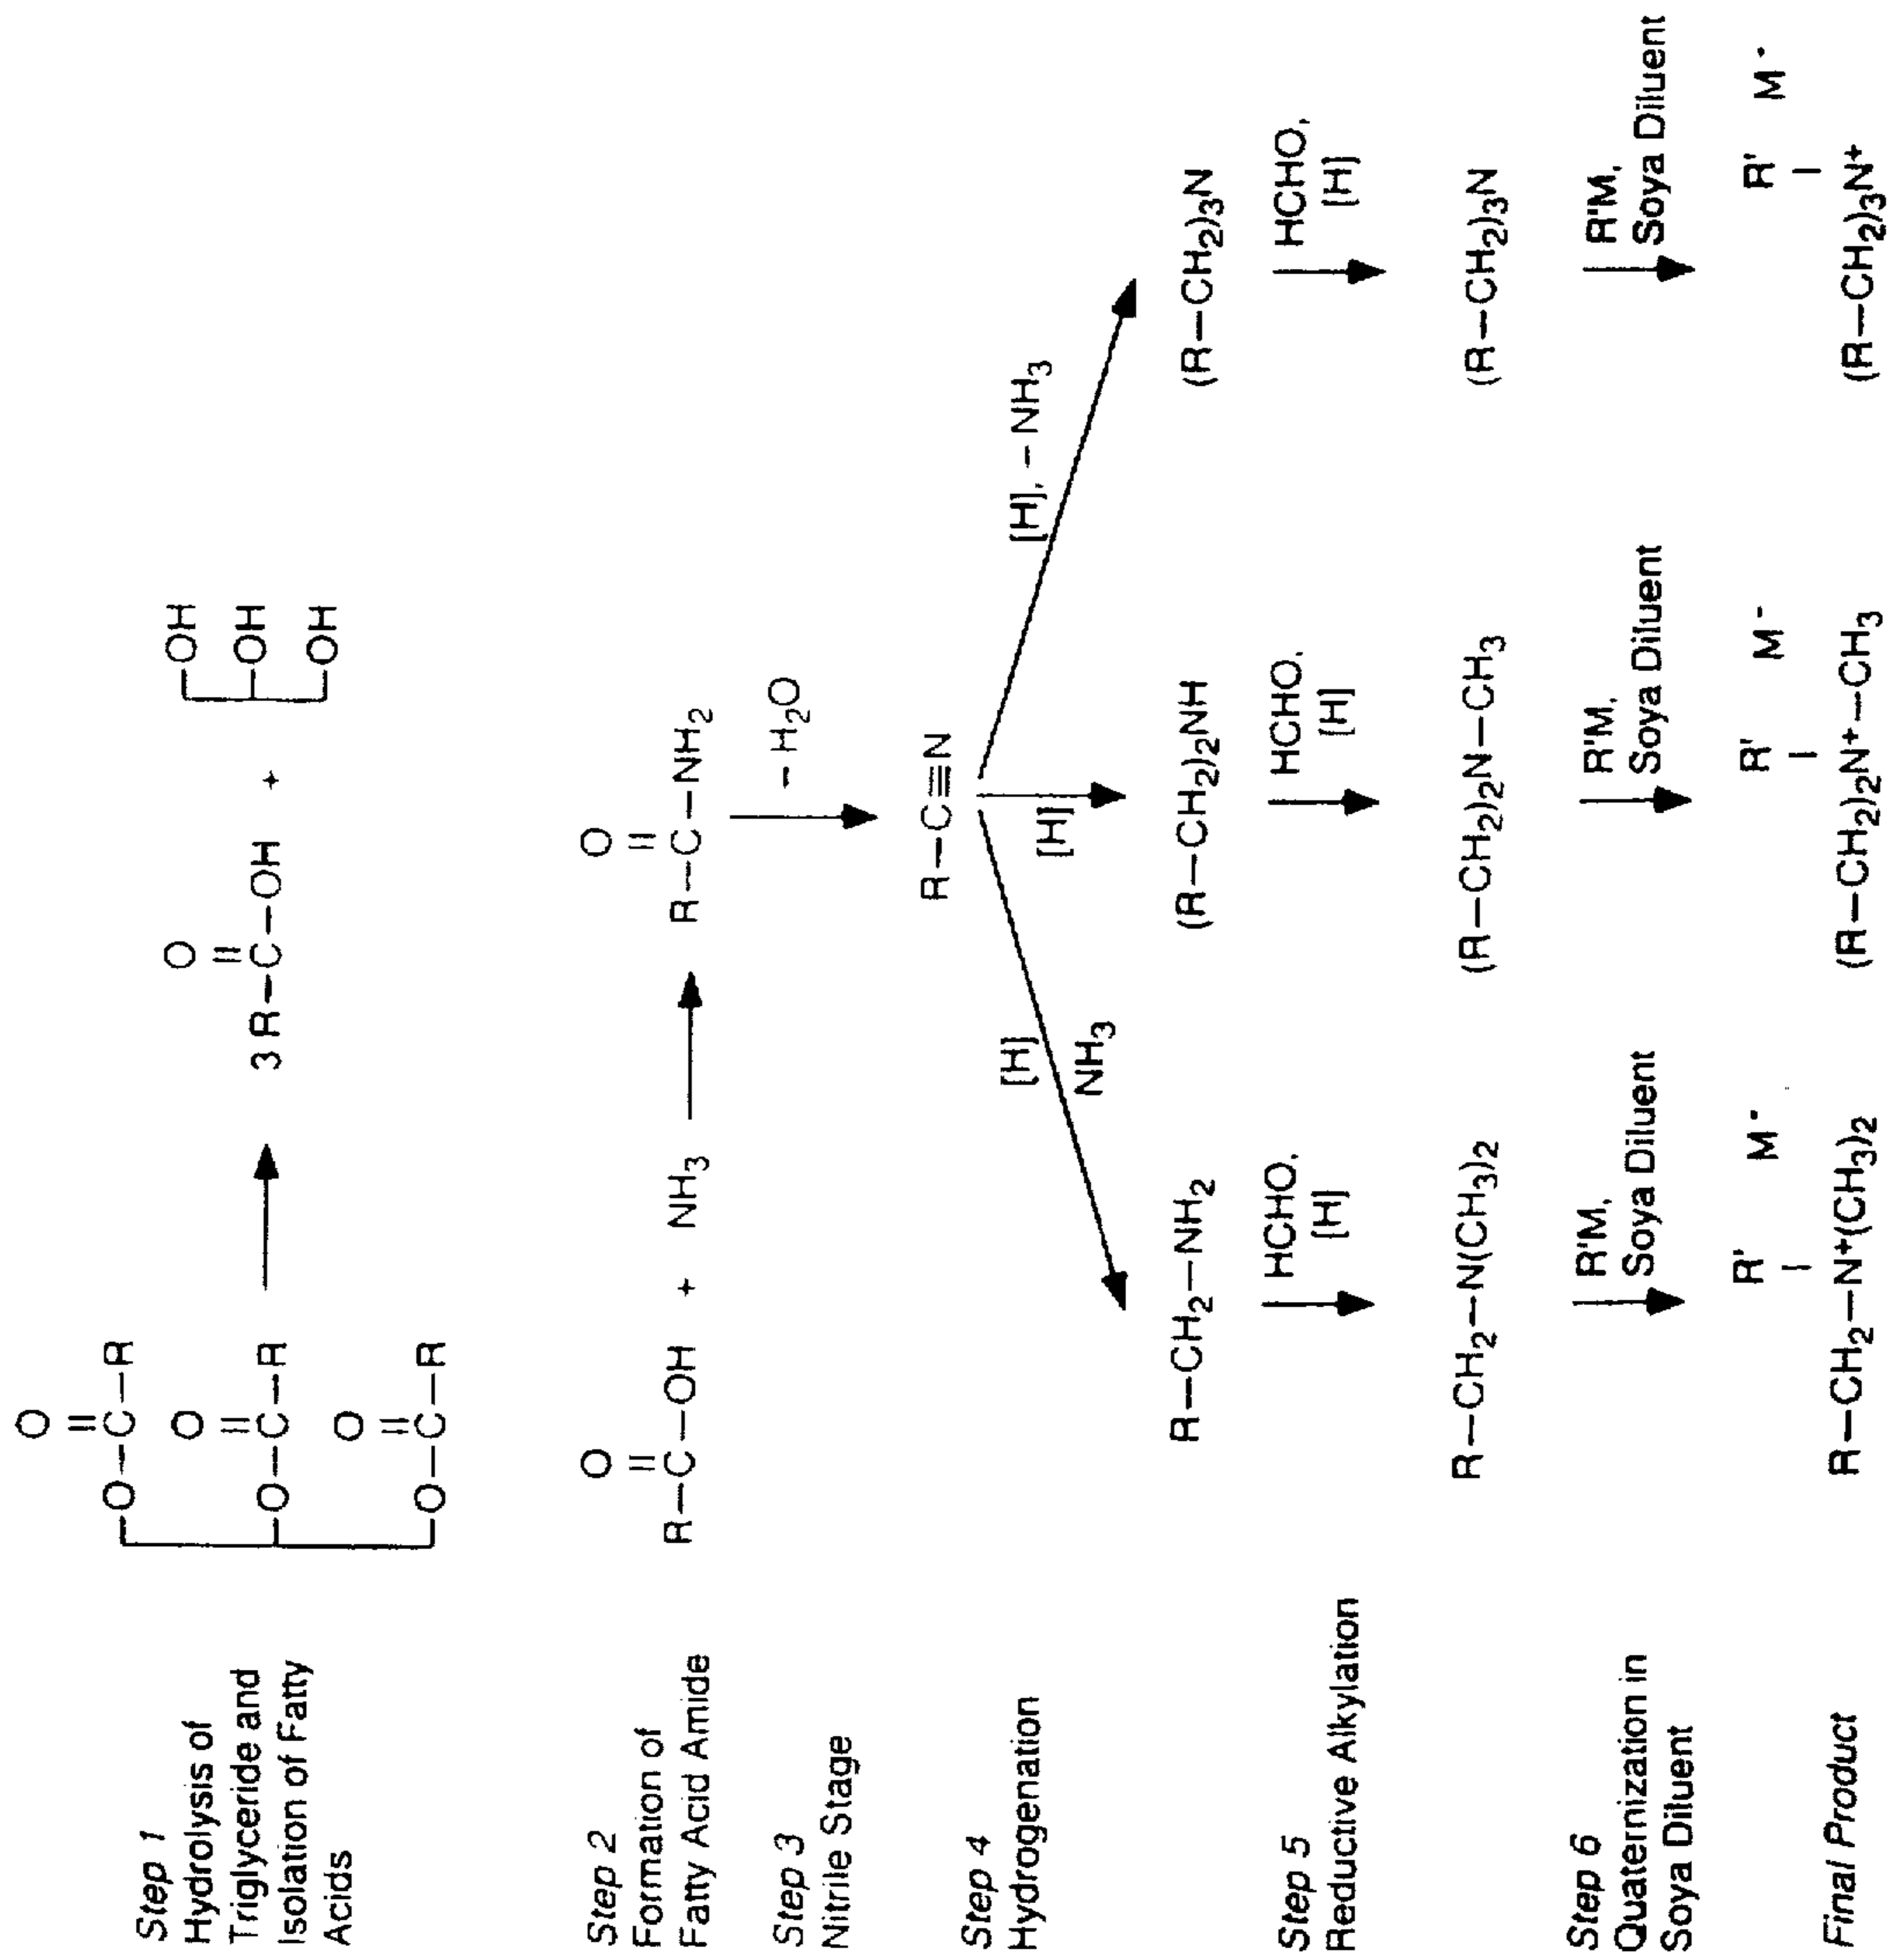 Step 1
Hydrolysis of
Triglyceride and
Isolation of Fatty
Acids
O
||
O—C—R
O
||
O—C—R
O
||
O—C—R
O
||
3 R—C—OH +
OH
OH
OH
Step 2
Formation of
Fatty Acid Amide
O
||
R—C—OH + NH3
O
||
R—C—NH2
– H2O
Step 3
Nitrile Stage
R—C≡N
Step 4
Hydrogenation
[H]
NH3
[H]
[H], – NH3
R—CH2—NH2
(R—CH2)2NH
(R—CH2)3N
Step 5
Reductive Alkylation
HCHO,
[H]
HCHO,
[H]
HCHO,
[H]
R—CH2—N(CH3)2
(R—CH2)2N—CH3
(R—CH2)3N
Step 6
Quaternization in
Soya Diluent
R'M,
Soya Diluent
R'M,
Soya Diluent
R'M,
Soya Diluent
Final Product
R' M-
|
R—CH2—N+(CH3)2
R' M-
|
(R—CH2)2N+—CH3
R' M-
|
(R—CH2)3N+